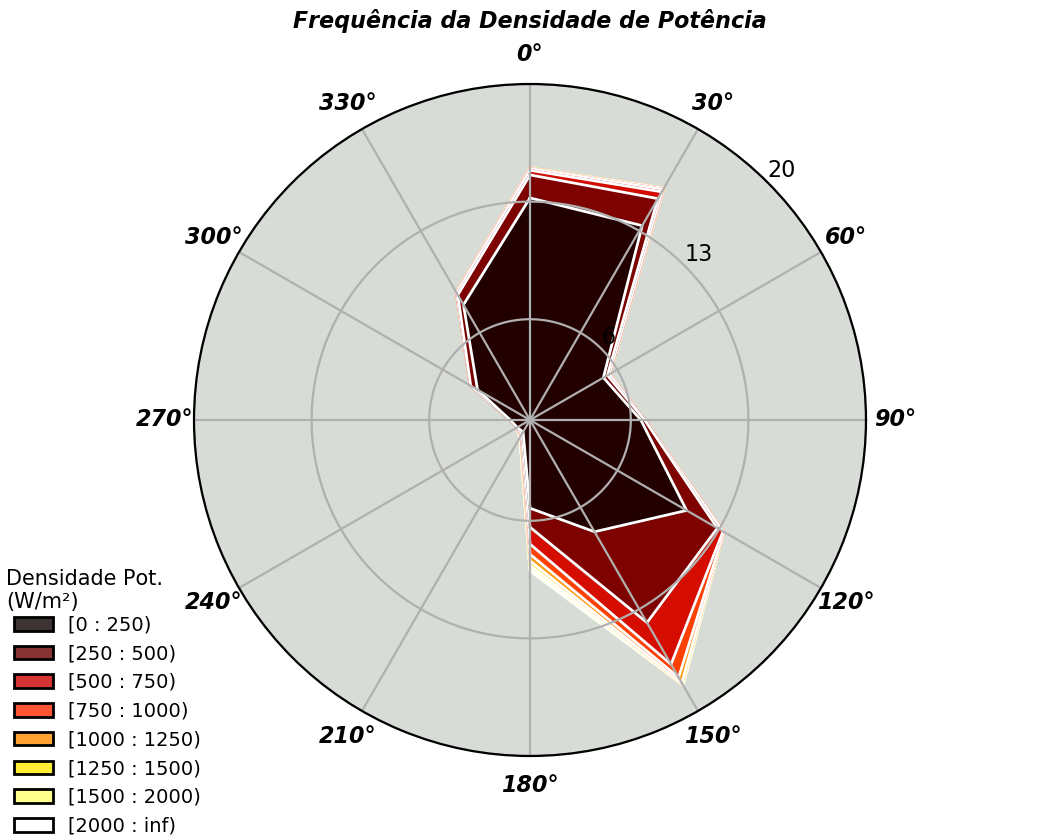 Frequência da Densidade de Potência
0°
330°
30°
20
300°
60°
13
6
270°
90°
Densidade Pot.
(W/m²)
240°
120°
[0 : 250)
[250 : 500)
[500 : 750)
[750 : 1000)
210°
150°
[1000 : 1250)
[1250 : 1500)
180°
[1500 : 2000)
[2000 : inf)